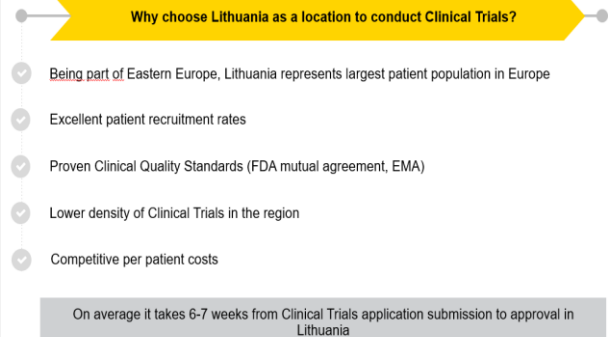 Why choose Lithuania as a location to conduct Clinical Trials?
Being part of Eastern Europe, Lithuania represents largest patient population in Europe
Excellent patient recruitment rates
Proven Clinical Quality Standards (FDA mutual agreement, EMA)
Lower density of Clinical Trials in the region
Competitive per patient costs
On average it takes 6-7 weeks from Clinical Trials application submission to approval in
Lithuania